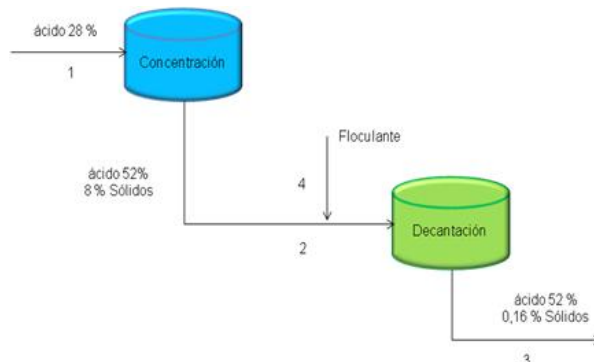 ácido 28 %
1
Concentración
ácido 52%
8 % Sólidos
Floculante
4
2
Decantación
ácido 52 %
0,16 % Sólidos
3